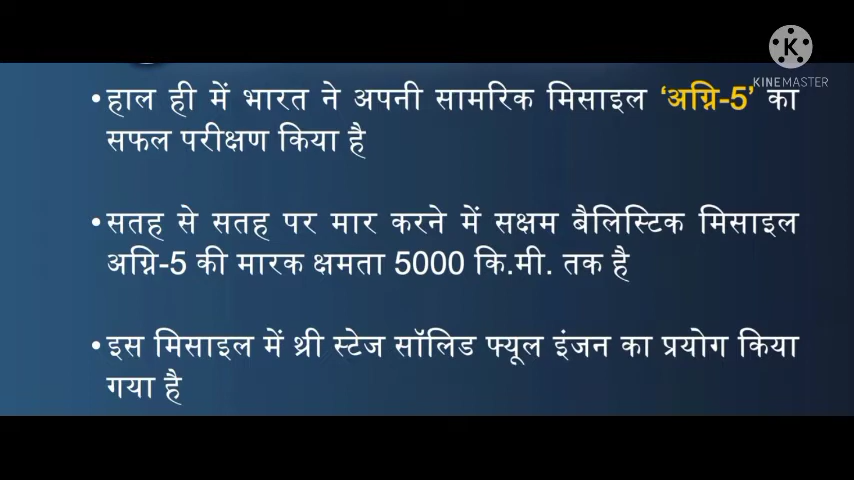 K
KINEMASTER
•हाल ही में भारत ने अपनी सामरिक मिसाइल ‘अग्नि-5’ का
सफल परीक्षण किया है
•सतह से सतह पर मार करने में सक्षम बैलिस्टिक मिसाइल
अग्नि-5 की मारक क्षमता 5000 कि.मी. तक है
•इस मिसाइल में थ्री स्टेज सॉलिड फ्यूल इंजन का प्रयोग किया
गया है